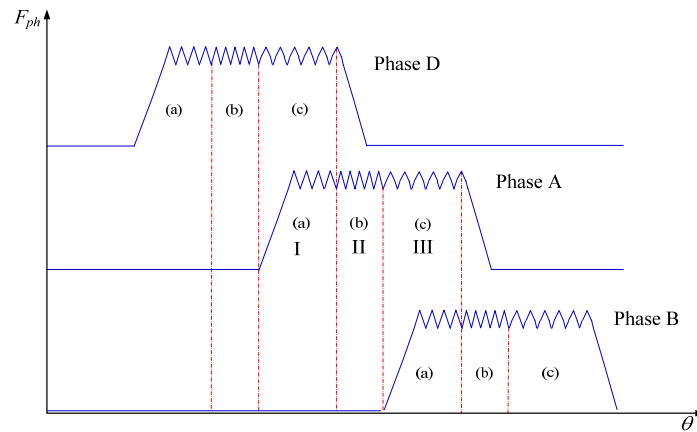 F_ph
Phase D
(a) (b) (c)
Phase A
(a) (b) (c)
I II III
Phase B
(a) (b) (c)
θ